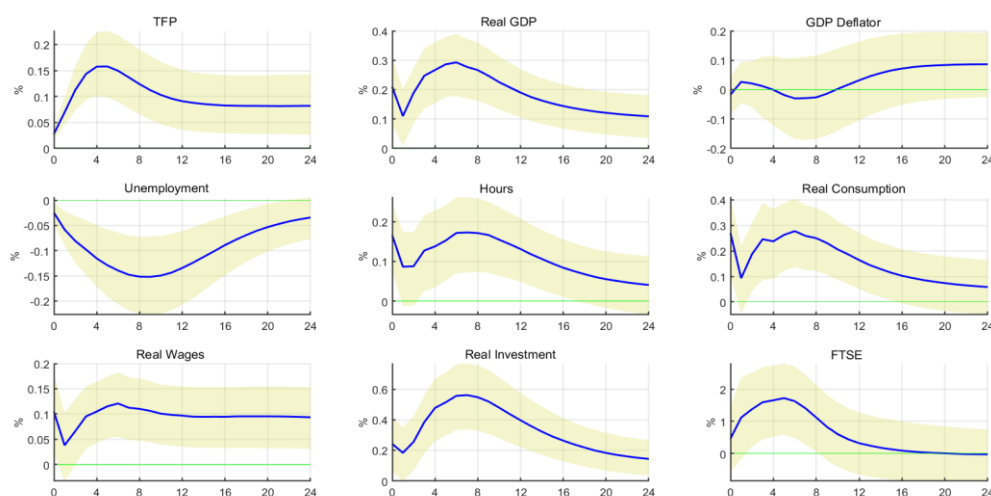 TFP
0.2
0.15
0.1
0.05
0
%
0 4 8 12 16 20 24
Real GDP
0.4
0.3
0.2
0.1
0
%
0 4 8 12 16 20 24
GDP Deflator
0.2
0.1
0
-0.1
-0.2
%
0 4 8 12 16 20 24
Unemployment
0
-0.05
-0.1
-0.15
-0.2
%
0 4 8 12 16 20 24
Hours
0.2
0.1
0
%
0 4 8 12 16 20 24
Real Consumption
0.4
0.3
0.2
0.1
0
%
0 4 8 12 16 20 24
Real Wages
0.2
0.15
0.1
0.05
0
%
0 4 8 12 16 20 24
Real Investment
0.6
0.4
0.2
0
%
0 4 8 12 16 20 24
FTSE
2
1
0
%
0 4 8 12 16 20 24